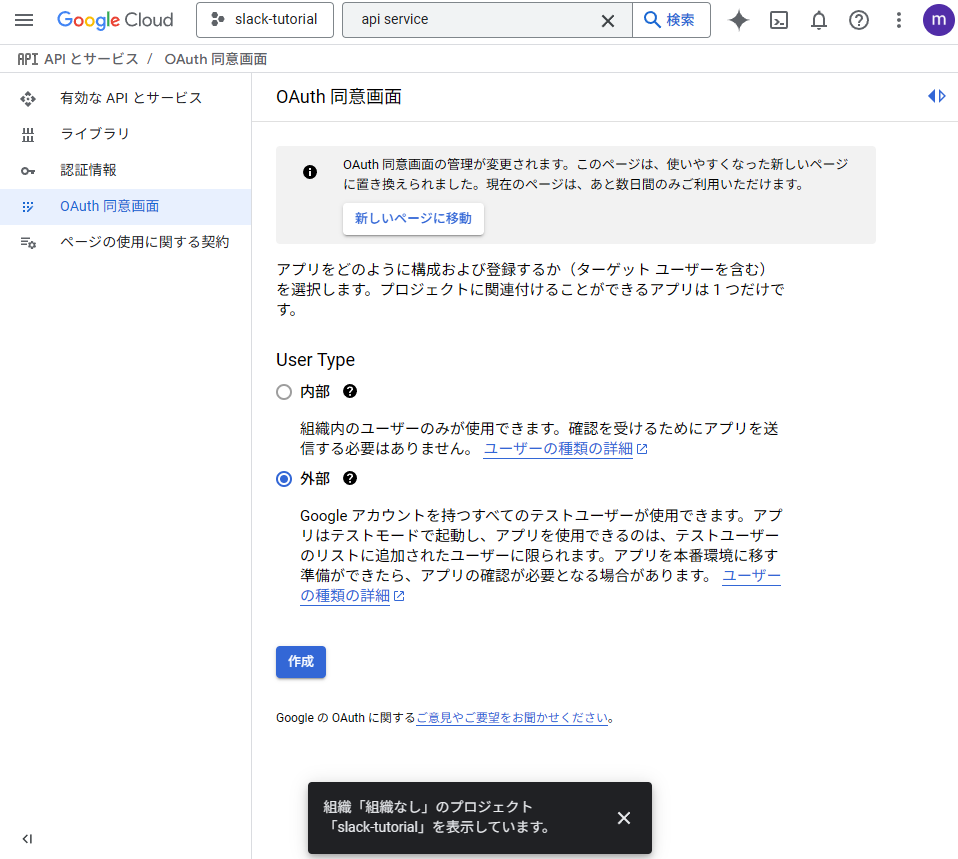 Google Cloud
slack-tutorial
api service
検索
m
API API とサービス / OAuth 同意画面
有効な API とサービス
ライブラリ
認証情報
OAuth 同意画面
ページの使用に関する契約
OAuth 同意画面
OAuth 同意画面の管理が変更されます。このページは、使いやすくなった新しいページ
に置き換えられました。現在のページは、あと数日間のみご利用いただけます。
新しいページに移動
アプリをどのように構成および登録するか（ターゲット ユーザーを含む）
を選択します。プロジェクトに関連付けることができるアプリは 1 つだけで
す。
User Type
内部
組織内のユーザーのみが使用できます。確認を受けるためにアプリを送
信する必要はありません。 ユーザーの種類の詳細
外部
Google アカウントを持つすべてのテストユーザーが使用できます。アプ
リはテストモードで起動し、アプリを使用できるのは、テストユーザー
のリストに追加されたユーザーに限られます。アプリを本番環境に移す
準備ができたら、アプリの確認が必要となる場合があります。 ユーザー
の種類の詳細
作成
Google の OAuth に関するご意見やご要望をお聞かせください。
組織「組織なし」のプロジェクト
「slack-tutorial」を表示しています。